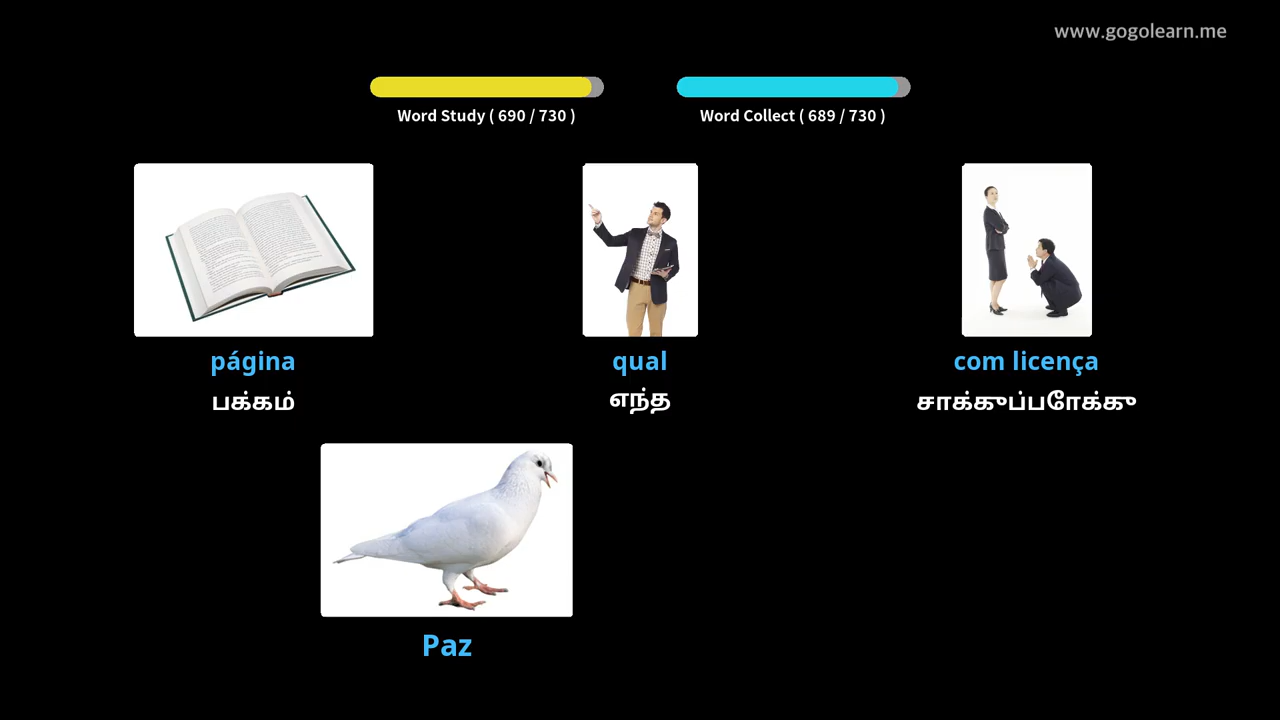 www.gogolearn.me
Word Study ( 690 / 730 )
Word Collect ( 689 / 730 )
página
qual
com licença
பக்கம்
எந்த
சாக்குப்போக்கு
Paz